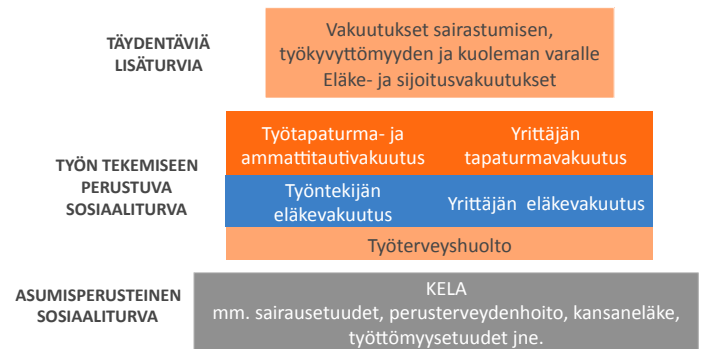 TÄYDENTÄVIÄ
LISÄTURVIA
Vakuutukset sairastumisen,
työkyvyttömyyden ja kuoleman varalle
Eläke- ja sijoitusvakuutukset
TYÖN TEKEMISEEN
PERUSTUVA
SOSIAALITURVA
Työtapaturma- ja
ammattitautivakuutus
Yrittäjän
tapaturmavakuutus
Työntekijän
eläkevakuutus
Yrittäjän eläkevakuutus
Työterveyshuolto
ASUMISPERUSTEINEN
SOSIAALITURVA
KELA
mm. sairausetuudet, perusterveydenhoito, kansaneläke,
työttömyysetuudet jne.